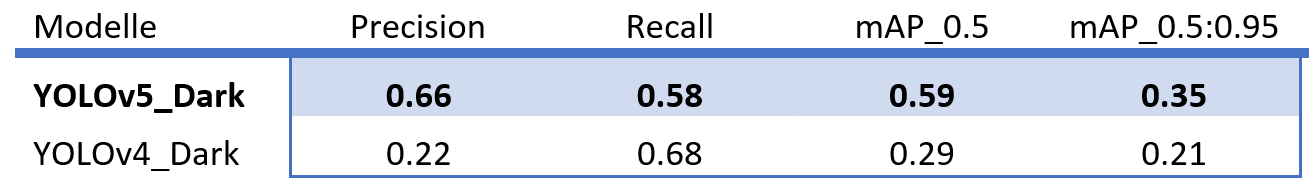 Modelle Precision Recall mAP_0.5 mAP_0.5:0.95
YOLOv5_Dark 0.66 0.58 0.59 0.35
YOLOv4_Dark 0.22 0.68 0.29 0.21